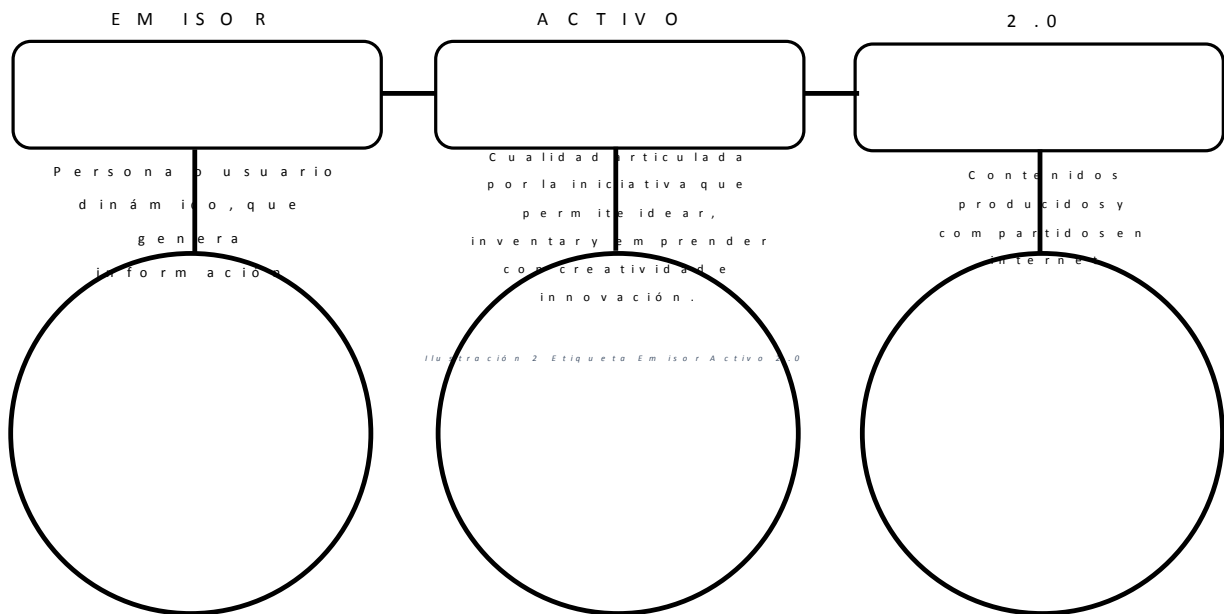 EMISOR
ACTIVO
2.0
Persona o usuario
dinámico, que
genera
información
Cualidad articulada
por la iniciativa que
permite idear,
inventar y emprender
con creatividad e
innovación.
Contenidos
producidos y
compartidos en
internet
Ilustración 2 Etiqueta Emisor Activo 2.0